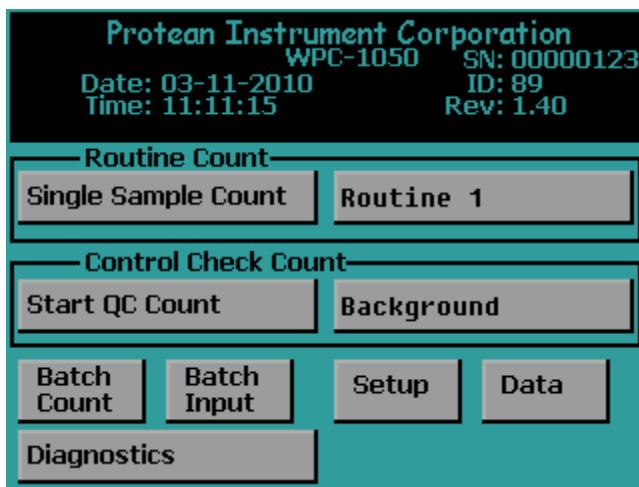 Protean Instrument Corporation
WPC-1050 SN: 00000123
Date: 03-11-2010 ID: 89
Time: 11:11:15 Rev: 1.40
Routine Count
Single Sample Count Routine 1
Control Check Count
Start QC Count Background
Batch Count Batch Input Setup Data
Diagnostics